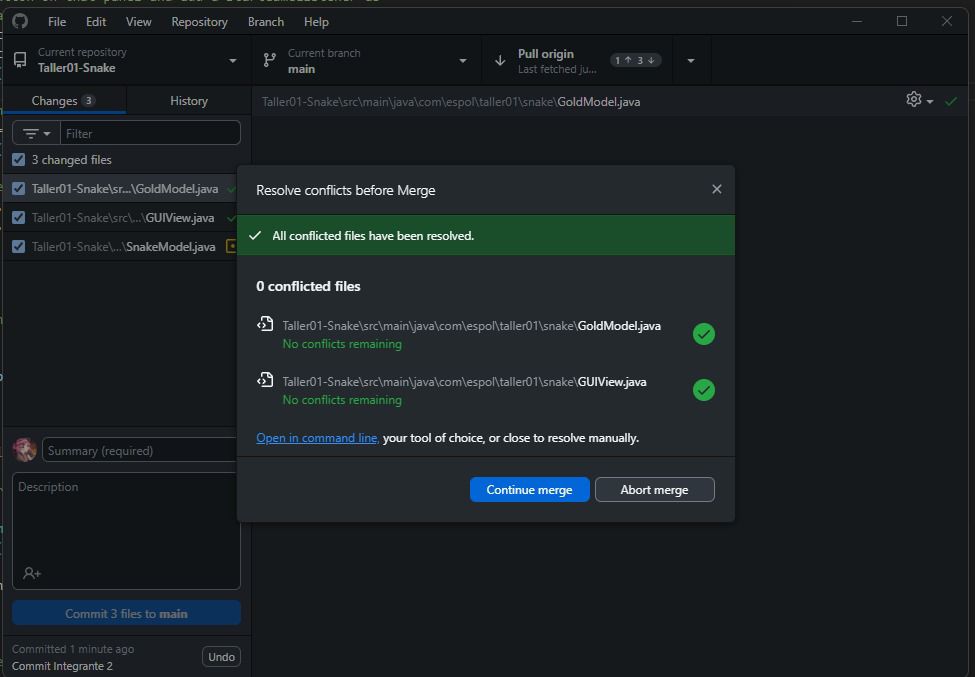 File Edit View Repository Branch Help
Current repository
Taller01-Snake
Current branch
main
Pull origin
Last fetched ju...
1 ↑ 3 ↓
Changes 3
History
Taller01-Snake\src\main\java\com\espol\taller01\snake\GoldModel.java
Filter
3 changed files
Taller01-Snake\sr...\GoldModel.java
Taller01-Snake\src\...\GUIView.java
Taller01-Snake\...\SnakeModel.java
Resolve conflicts before Merge
All conflicted files have been resolved.
0 conflicted files
Taller01-Snake\src\main\java\com\espol\taller01\snake\GoldModel.java
No conflicts remaining
Taller01-Snake\src\main\java\com\espol\taller01\snake\GUIView.java
No conflicts remaining
Open in command line, your tool of choice, or close to resolve manually.
Continue merge
Abort merge
Summary (required)
Description
Commit 3 files to main
Committed 1 minute ago
Commit Integrante 2
Undo